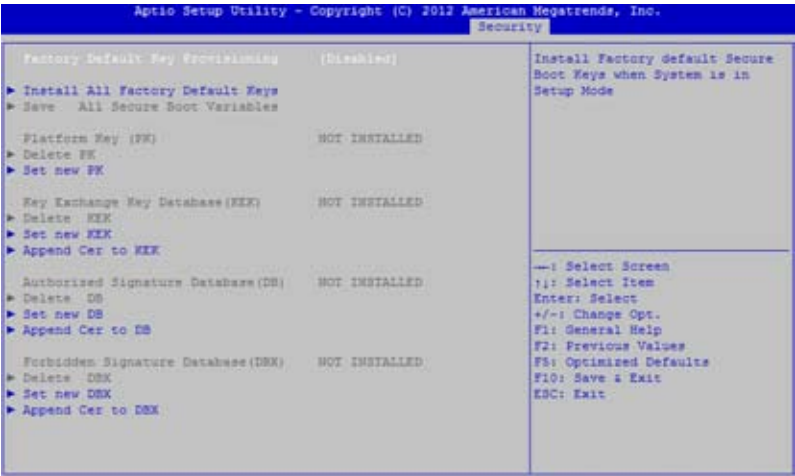 Aptio Setup Utility - Copyright (C) 2012 American Megatrends, Inc.
Security
Factory Default Key Provisioning [Disabled]
Install All Factory Default Keys
Save All Secure Boot Variables
Platform Key (PK) NOT INSTALLED
Delete PK
Set new PK
Key Exchange Key Database(KEK) NOT INSTALLED
Delete KEK
Set new KEK
Append Cer to KEK
Authorized Signature Database(DB) NOT INSTALLED
Delete DB
Set new DB
Append Cer to DB
Forbidden Signature Database(DBX) NOT INSTALLED
Delete DBX
Set new DBX
Append Cer to DBX
Install Factory default Secure
Boot Keys when System is in
Setup Mode
→←: Select Screen
↑↓: Select Item
Enter: Select
+/-: Change Opt.
F1: General Help
F2: Previous Values
F5: Optimized Defaults
F10: Save & Exit
ESC: Exit